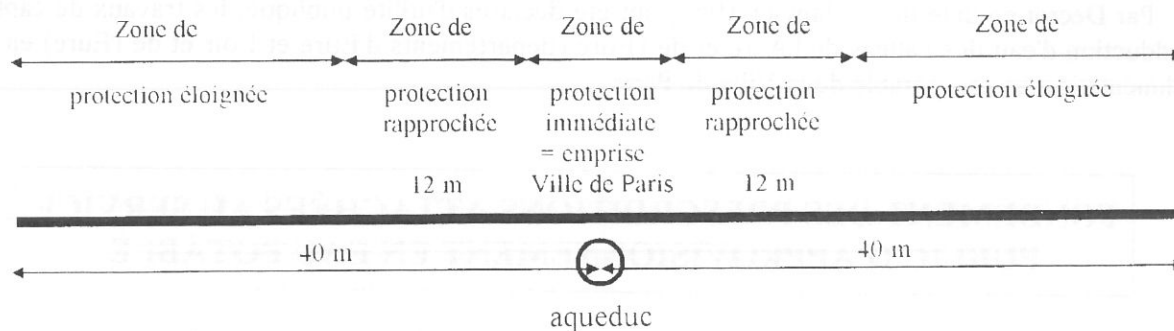 Zone de Zone de Zone de Zone de Zone de
protection éloignée protection protection protection protection éloignée
rapprochée immédiate rapprochée
= emprise
12 m Ville de Paris 12 m
40 m 40 m
aqueduc